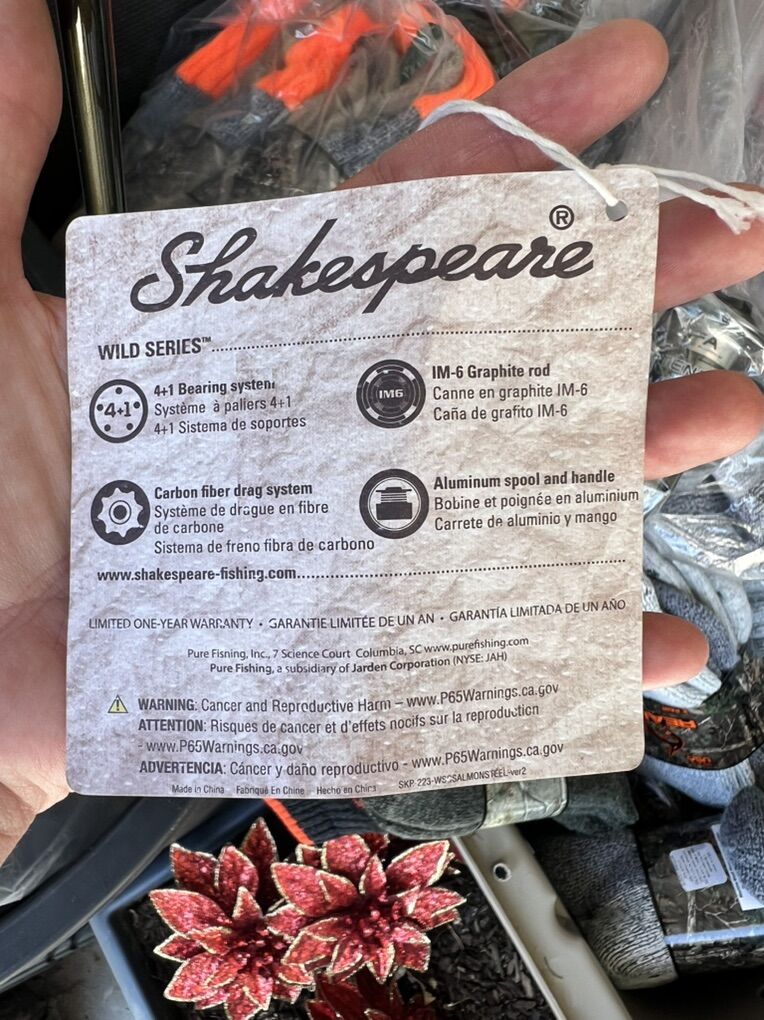 Shakespeare®
WILD SERIES™
4+1
4+1 Bearing system
Système à paliers 4+1
4+1 Sistema de soportes
IM6
IM-6 Graphite rod
Canne en graphite IM-6
Caña de grafito IM-6
Carbon fiber drag system
Système de drague en fibre
de carbone
Sistema de freno fibra de carbono
Aluminum spool and handle
Bobine et poignée en aluminium
Carrete de aluminio y mango
www.shakespeare-fishing.com
LIMITED ONE-YEAR WARRANTY • GARANTIE LIMITÉE DE UN AN • GARANTÍA LIMITADA DE UN AÑO
Pure Fishing, Inc., 7 Science Court Columbia, SC www.purefishing.com
Pure Fishing, a subsidiary of Jarden Corporation (NYSE: JAH)
WARNING: Cancer and Reproductive Harm – www.P65Warnings.ca.gov
ATTENTION: Risques de cancer et d'effets nocifs sur la reproduction
- www.P65Warnings.ca.gov
ADVERTENCIA: Cáncer y daño reproductivo - www.P65Warnings.ca.gov
Made in China Fabriqué En Chine Hecho en China